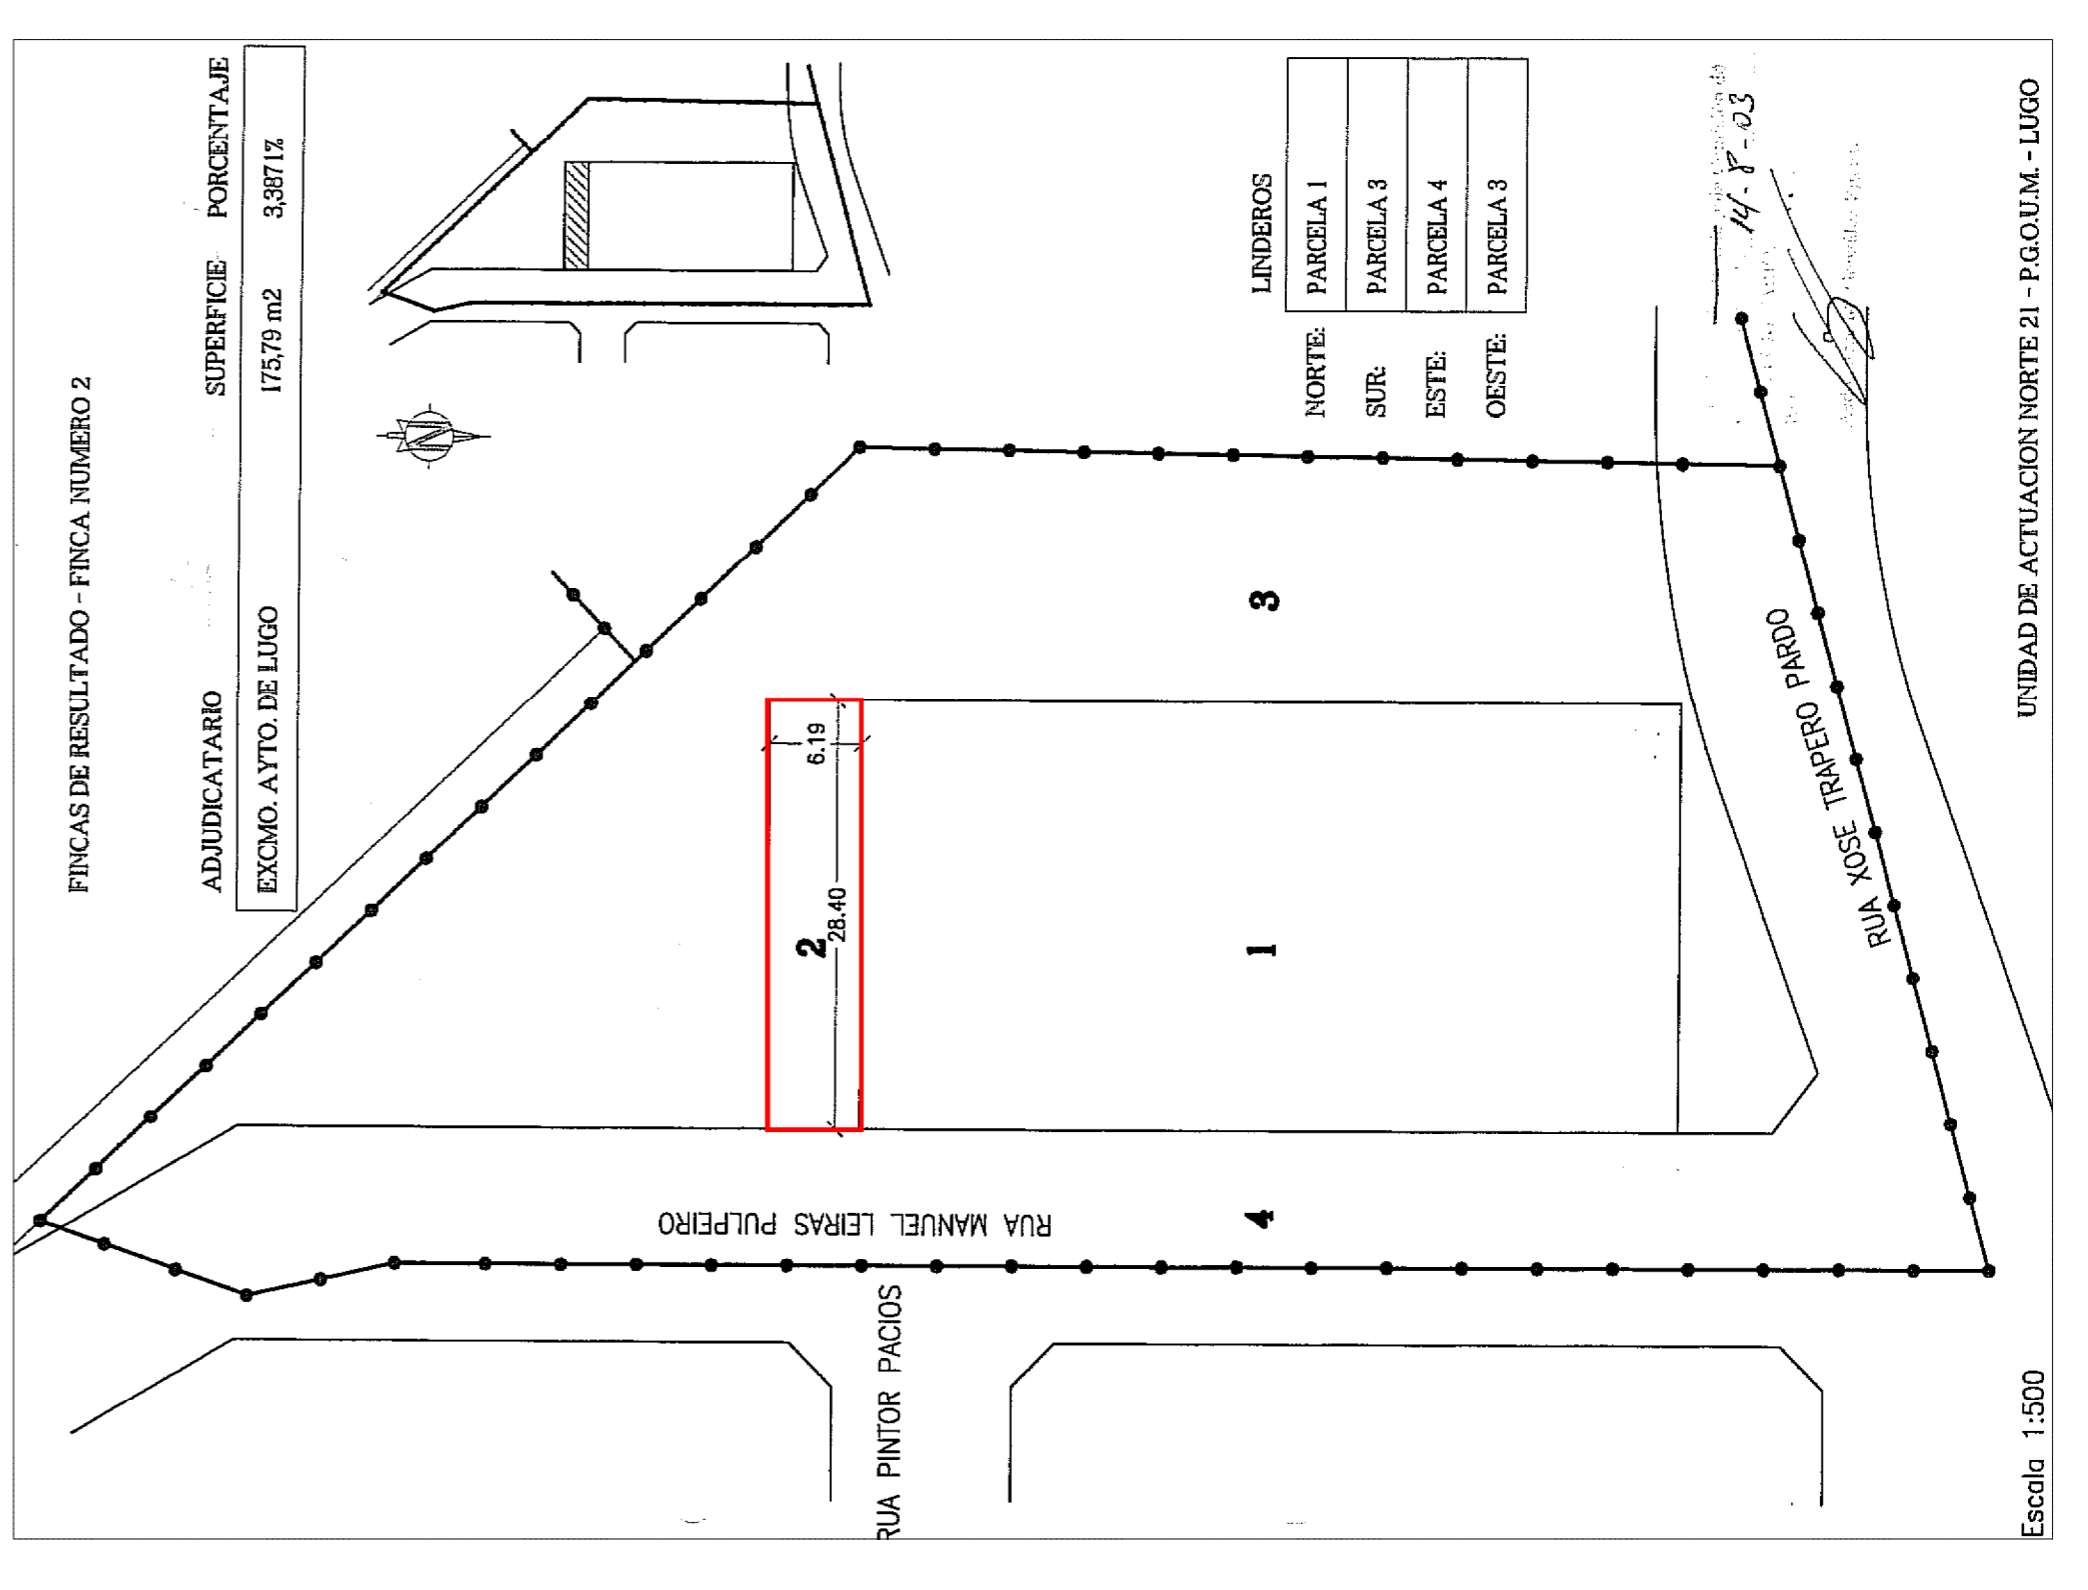 FINCAS DE RESULTADO - FINCA NUMERO 2
ADJUDICATARIO SUPERFICIE PORCENTAJE
EXCMO. AYTO. DE LUGO 175,79 m2 3,3871%
2
6.19
28.40
1
3
4
RUA MANUEL LEIRAS PULPEIRO
RUA PINTOR PACIOS
RUA XOSE TRAPERO PARDO
LINDEROS
NORTE: PARCELA 1
SUR: PARCELA 3
ESTE: PARCELA 4
OESTE: PARCELA 3
14-8-03
Escala 1:500
UNIDAD DE ACTUACION NORTE 21 - P.G.O.U.M. - LUGO